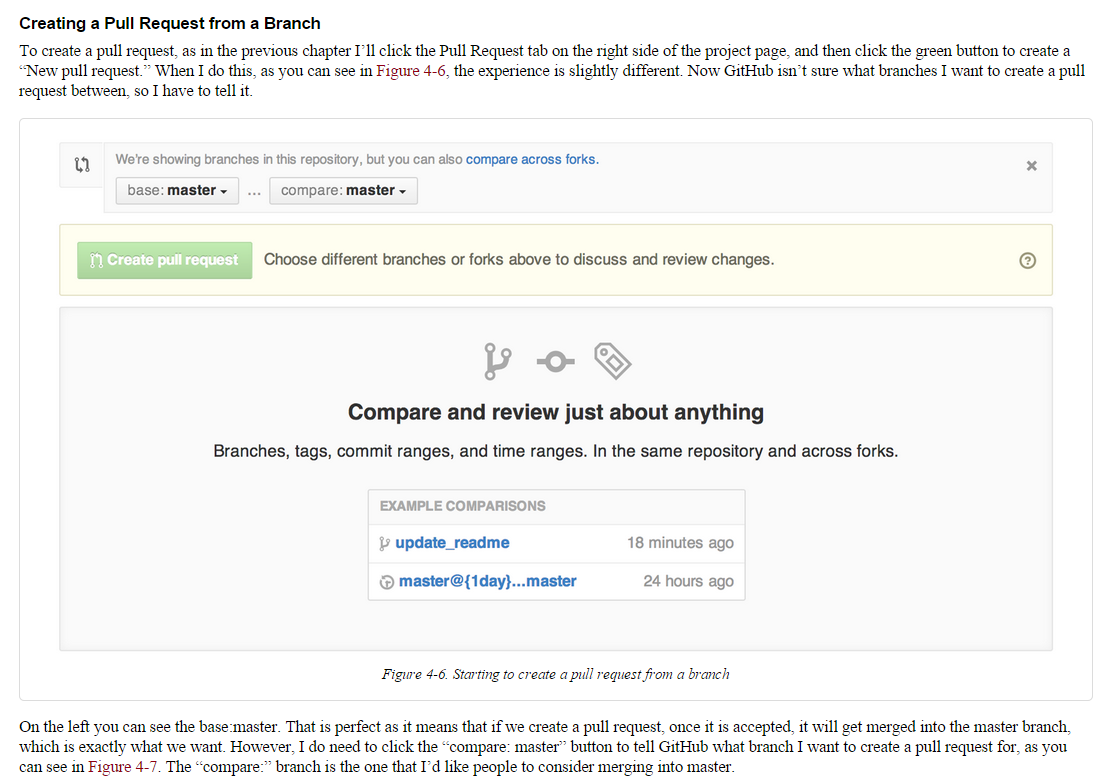 Creating a Pull Request from a Branch
To create a pull request, as in the previous chapter I’ll click the Pull Request tab on the right side of the project page, and then click the green button to create a
“New pull request.” When I do this, as you can see in Figure 4-6, the experience is slightly different. Now GitHub isn’t sure what branches I want to create a pull
request between, so I have to tell it.
We're showing branches in this repository, but you can also compare across forks.
base: master ... compare: master
Create pull request Choose different branches or forks above to discuss and review changes.
Compare and review just about anything
Branches, tags, commit ranges, and time ranges. In the same repository and across forks.
EXAMPLE COMPARISONS
update_readme 18 minutes ago
master@{1day}...master 24 hours ago
Figure 4-6. Starting to create a pull request from a branch
On the left you can see the base:master. That is perfect as it means that if we create a pull request, once it is accepted, it will get merged into the master branch,
which is exactly what we want. However, I do need to click the “compare: master” button to tell GitHub what branch I want to create a pull request for, as you
can see in Figure 4-7. The “compare:” branch is the one that I’d like people to consider merging into master.